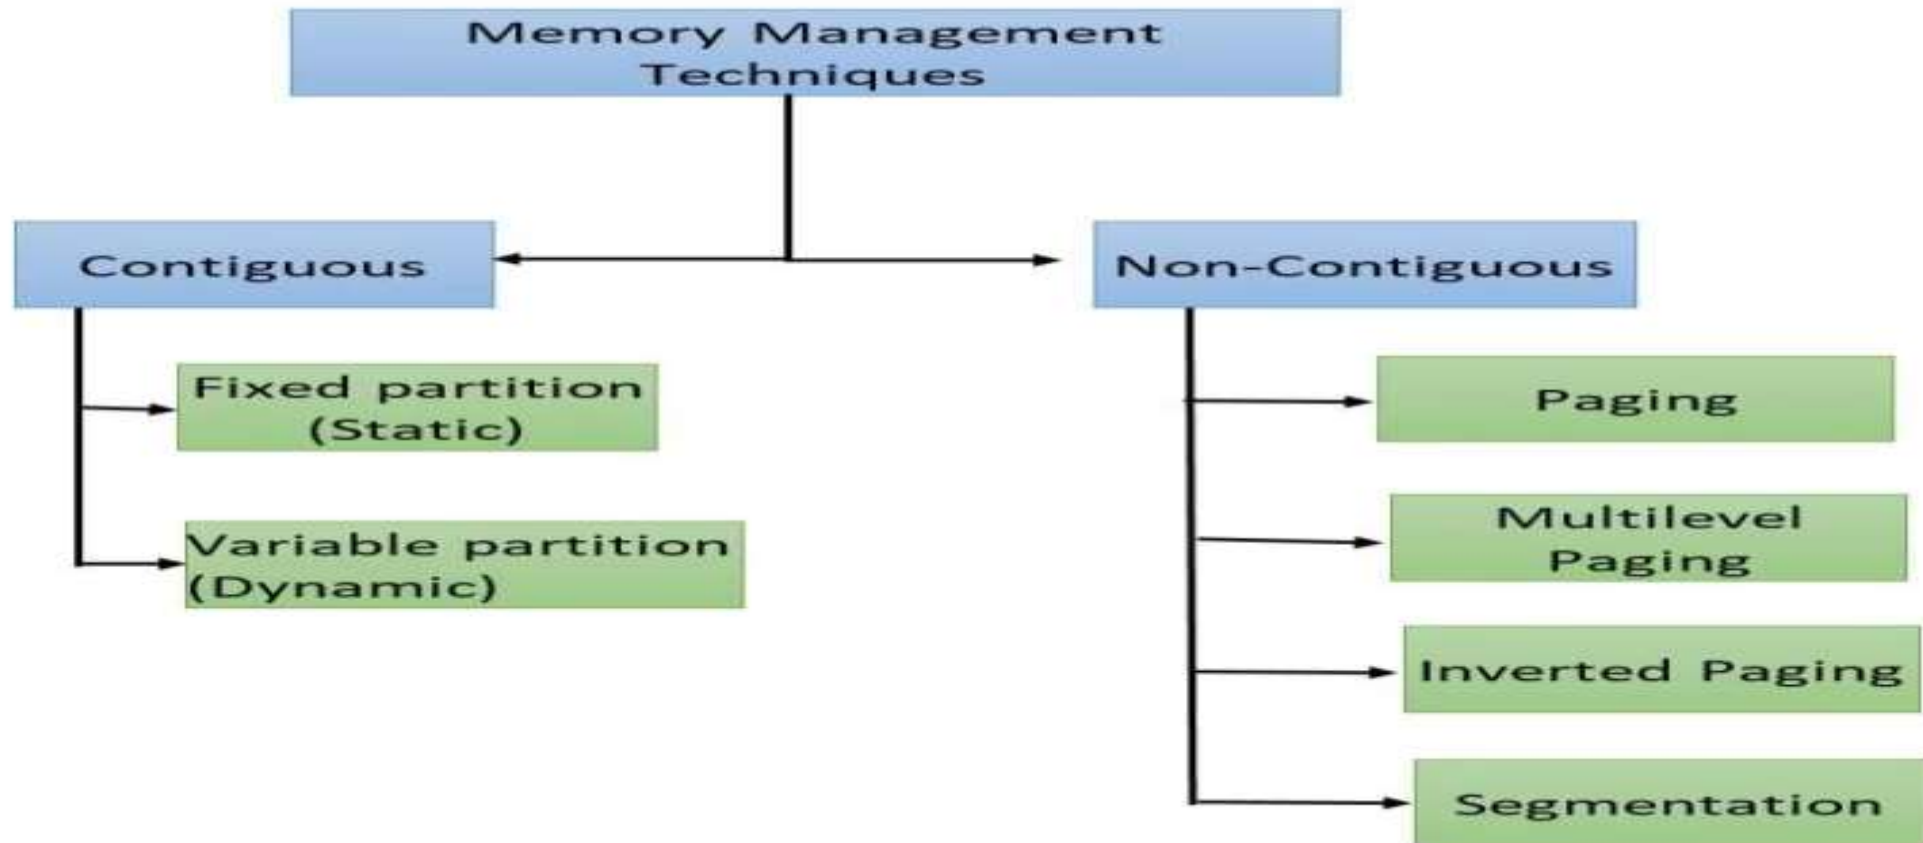 Memory Management
Techniques
Contiguous
Non-Contiguous
Fixed partition
(Static)
Variable partition
(Dynamic)
Paging
Multilevel
Paging
Inverted Paging
Segmentation